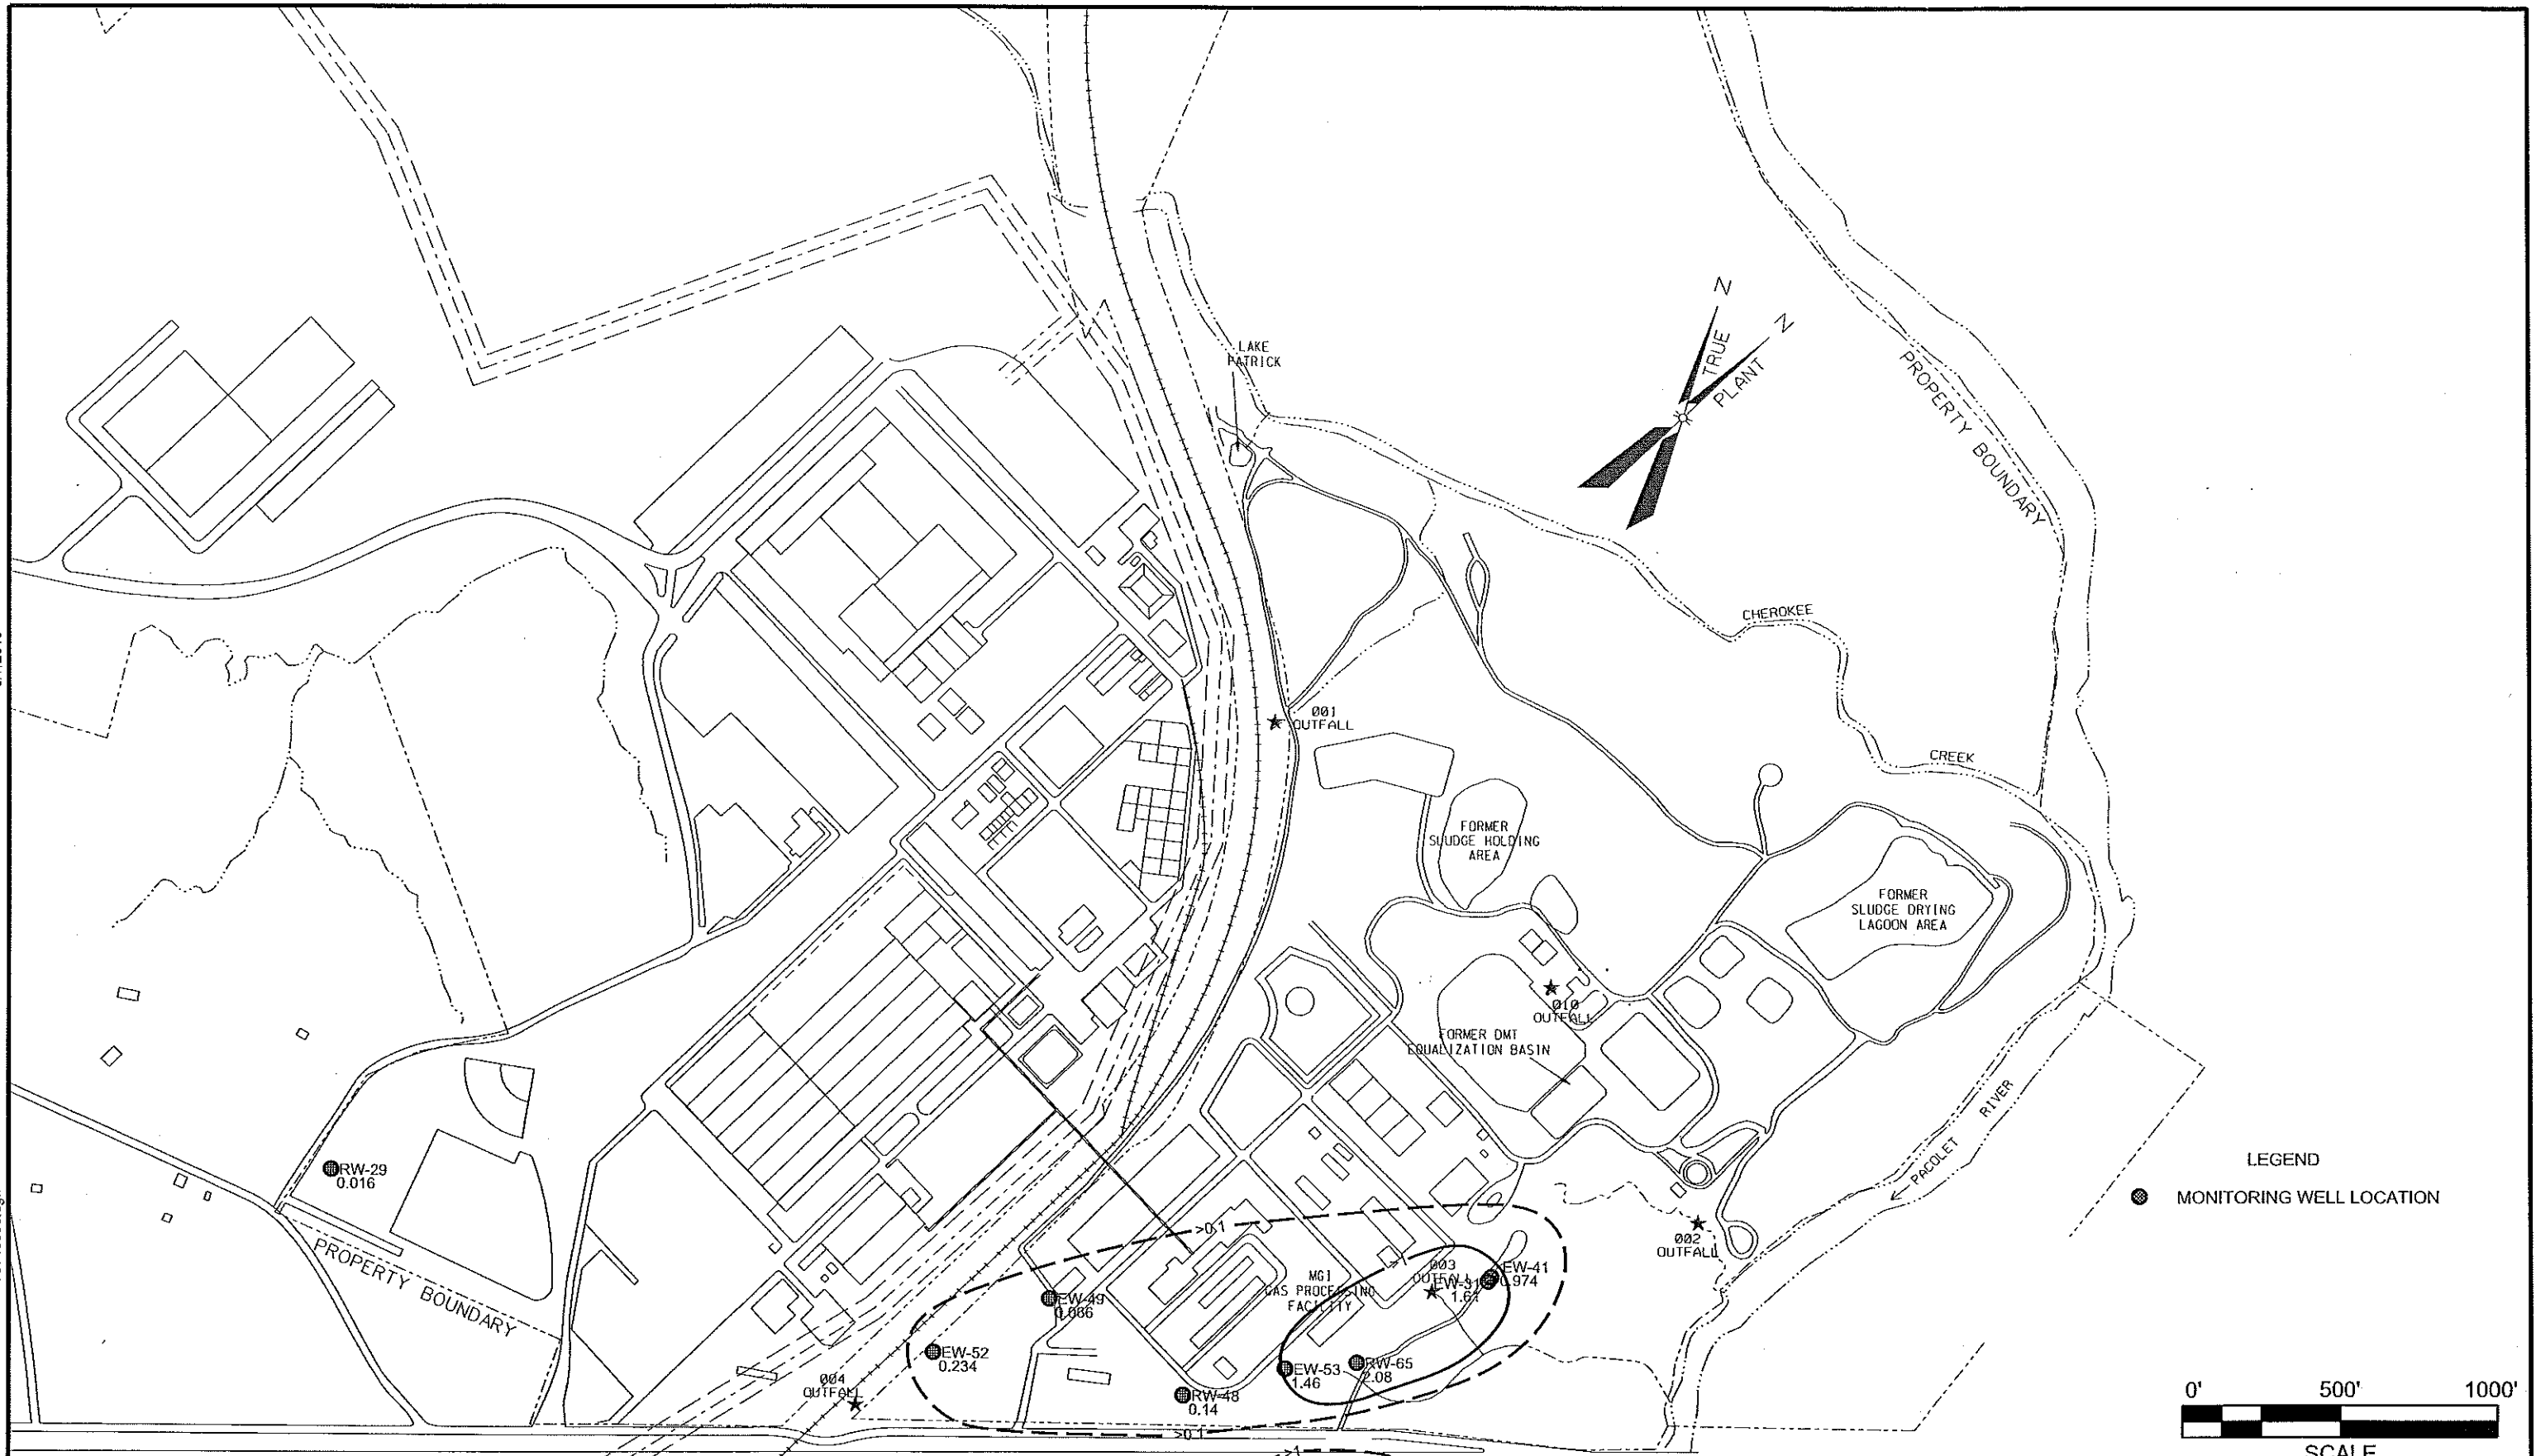 Z
Z
TRUE
PLANT
LAKE
PATRICK
PROPERTY BOUNDARY
CHEROKEE
CREEK
001
OUTFALL
FORMER
SLUDGE HOLDING
AREA
FORMER
SLUDGE DRYING
LAGOON AREA
010
OUTFALL
FORMER DMT
EQUALIZATION BASIN
PACOLET RIVER
LEGEND
MONITORING WELL LOCATION
RW-29
0.016
PROPERTY BOUNDARY
>0.1
002
OUTFALL
MGI
GAS PROCESSING
FACILITY
003
OUTFALL
EW-41
0.974
EW-31
1.61
EW-49
0.086
EW-52
0.234
EW-53
1.46
RW-65
2.08
RW-48
0.14
004
OUTFALL
>0.1
>1
0' 500' 1000'
SCALE